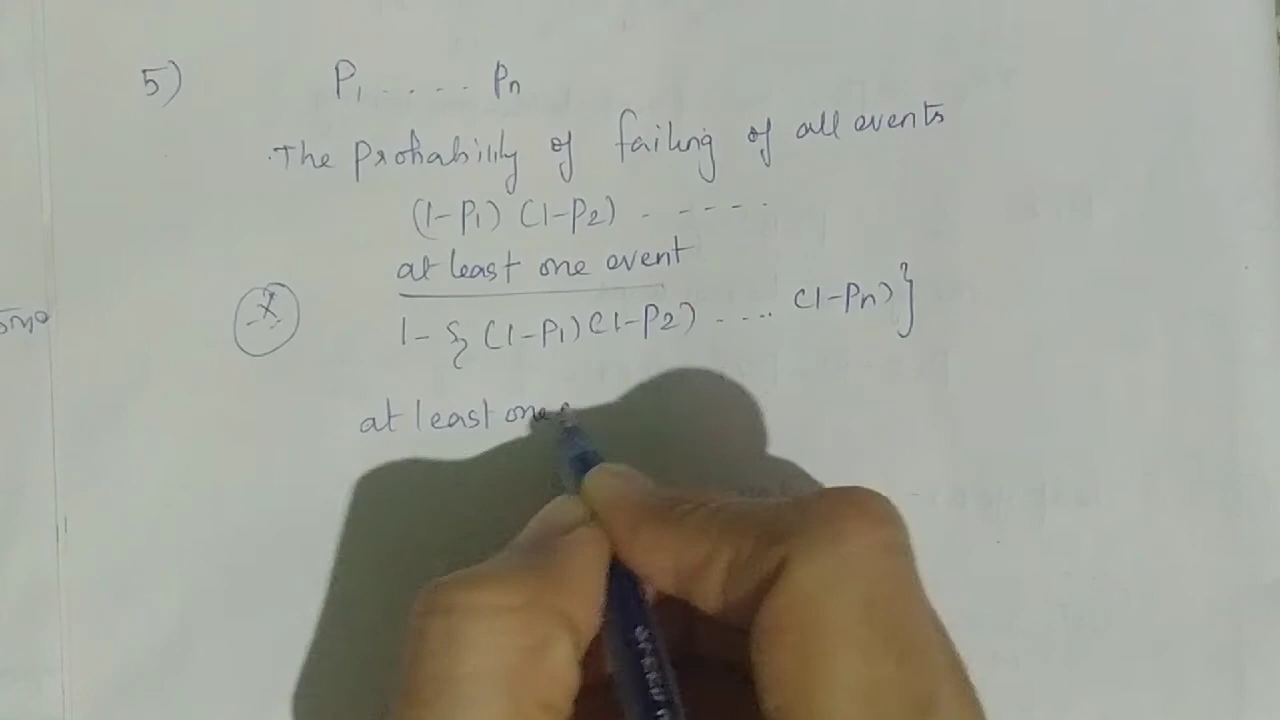 5) P₁ ..... Pn
The probability of failing of all events
(1-P₁) (1-P₂) - - - - - .
at least one event
* 1- { (1-P₁) (1-P₂) ..... (1-Pn) }
at least one